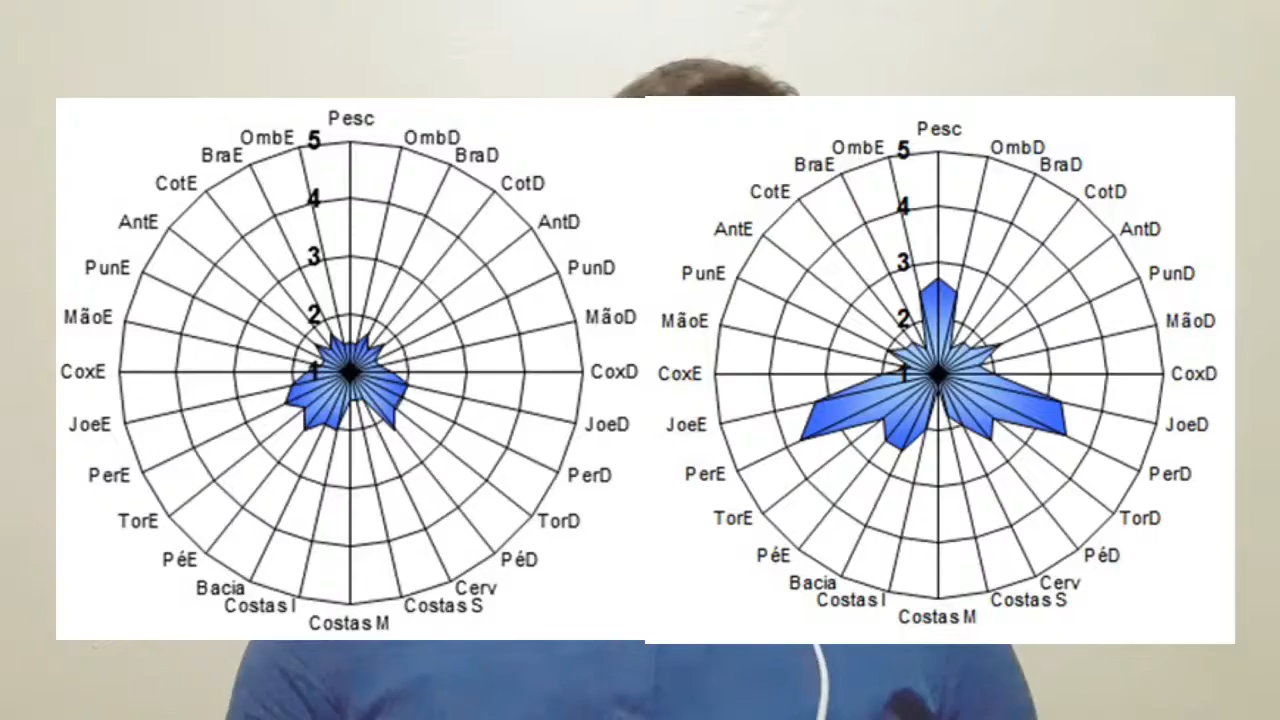 Pesc
OmbE 5 OmbD
BraE BraD
CotE CotD
4
AntE AntD
3
PunE PunD
2
MãoE MãoD
CoxE 1 CoxD
JoeE JoeD
PerE PerD
TorE TorD
PéE PéD
Bacia Cerv
Costas I Costas S
Costas M
Pesc
OmbE 5 OmbD
BraE BraD
CotE CotD
4
AntE AntD
3
PunE PunD
2
MãoE MãoD
CoxE 1 CoxD
JoeE JoeD
PerE PerD
TorE TorD
PéE PéD
Bacia Cerv
Costas I Costas S
Costas M